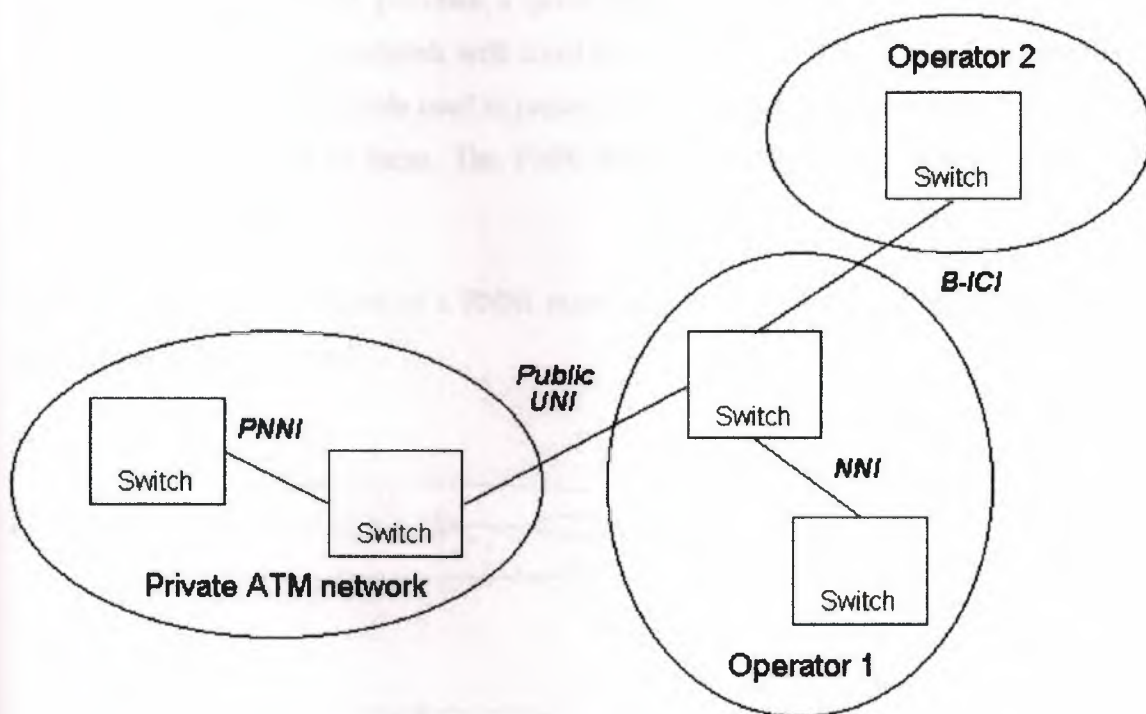 Operator 2
Switch
B-ICI
Switch
Public
UNI
NNI
Switch
PNNI
Switch
Switch
Private ATM network
Operator 1